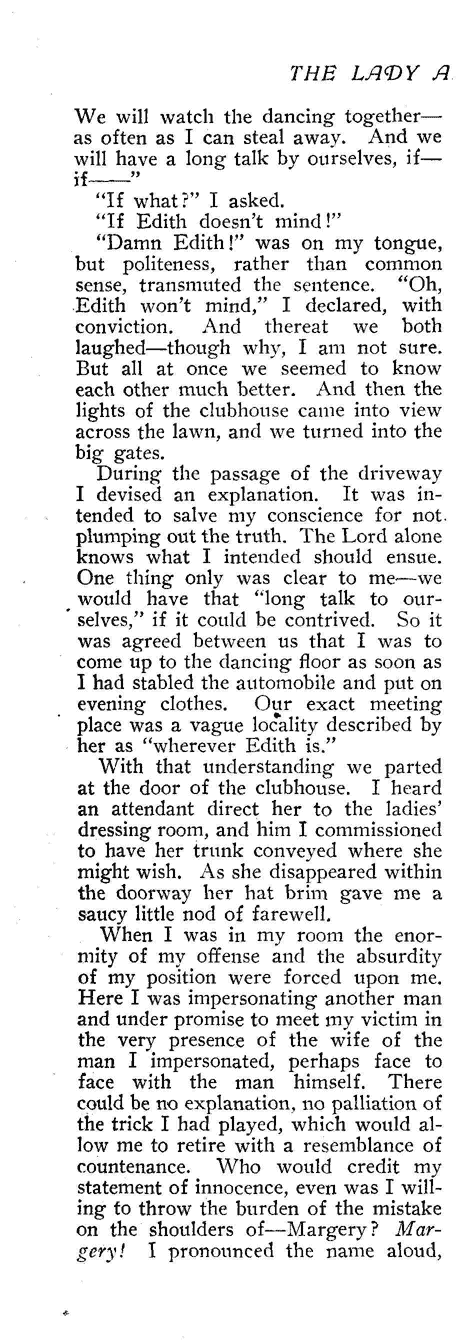 THE LADY A
We will watch the dancing together—
as often as I can steal away. And we
will have a long talk by ourselves, if—
if——”
“If what?” I asked.
“If Edith doesn’t mind!”
“Damn Edith!” was on my tongue,
but politeness, rather than common
sense, transmuted the sentence. “Oh,
Edith won’t mind,” I declared, with
conviction. And thereat we both
laughed—though why, I am not sure.
But all at once we seemed to know
each other much better. And then the
lights of the clubhouse came into view
across the lawn, and we turned into the
big gates.
During the passage of the driveway
I devised an explanation. It was in-
tended to salve my conscience for not
plumping out the truth. The Lord alone
knows what I intended should ensue.
One thing only was clear to me—we
would have that “long talk to our-
selves,” if it could be contrived. So it
was agreed between us that I was to
come up to the dancing floor as soon as
I had stabled the automobile and put on
evening clothes. Our exact meeting
place was a vague locality described by
her as “wherever Edith is.”
With that understanding we parted
at the door of the clubhouse. I heard
an attendant direct her to the ladies’
dressing room, and him I commissioned
to have her trunk conveyed where she
might wish. As she disappeared within
the doorway her hat brim gave me a
saucy little nod of farewell.
When I was in my room the enor-
mity of my offense and the absurdity
of my position were forced upon me.
Here I was impersonating another man
and under promise to meet my victim in
the very presence of the wife of the
man I impersonated, perhaps face to
face with the man himself. There
could be no explanation, no palliation of
the trick I had played, which would al-
low me to retire with a resemblance of
countenance. Who would credit my
statement of innocence, even was I will-
ing to throw the burden of the mistake
on the shoulders of—Margery? Mar-
gery! I pronounced the name aloud,